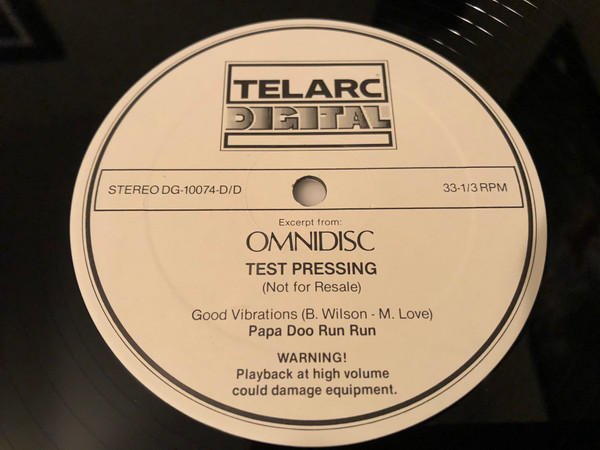 TELARC
DIGITAL
STEREO DG-10074-D/D
33-1/3 RPM
Excerpt from:
OMNIDISC
TEST PRESSING
(Not for Resale)
Good Vibrations (B. Wilson - M. Love)
Papa Doo Run Run
WARNING!
Playback at high volume
could damage equipment.